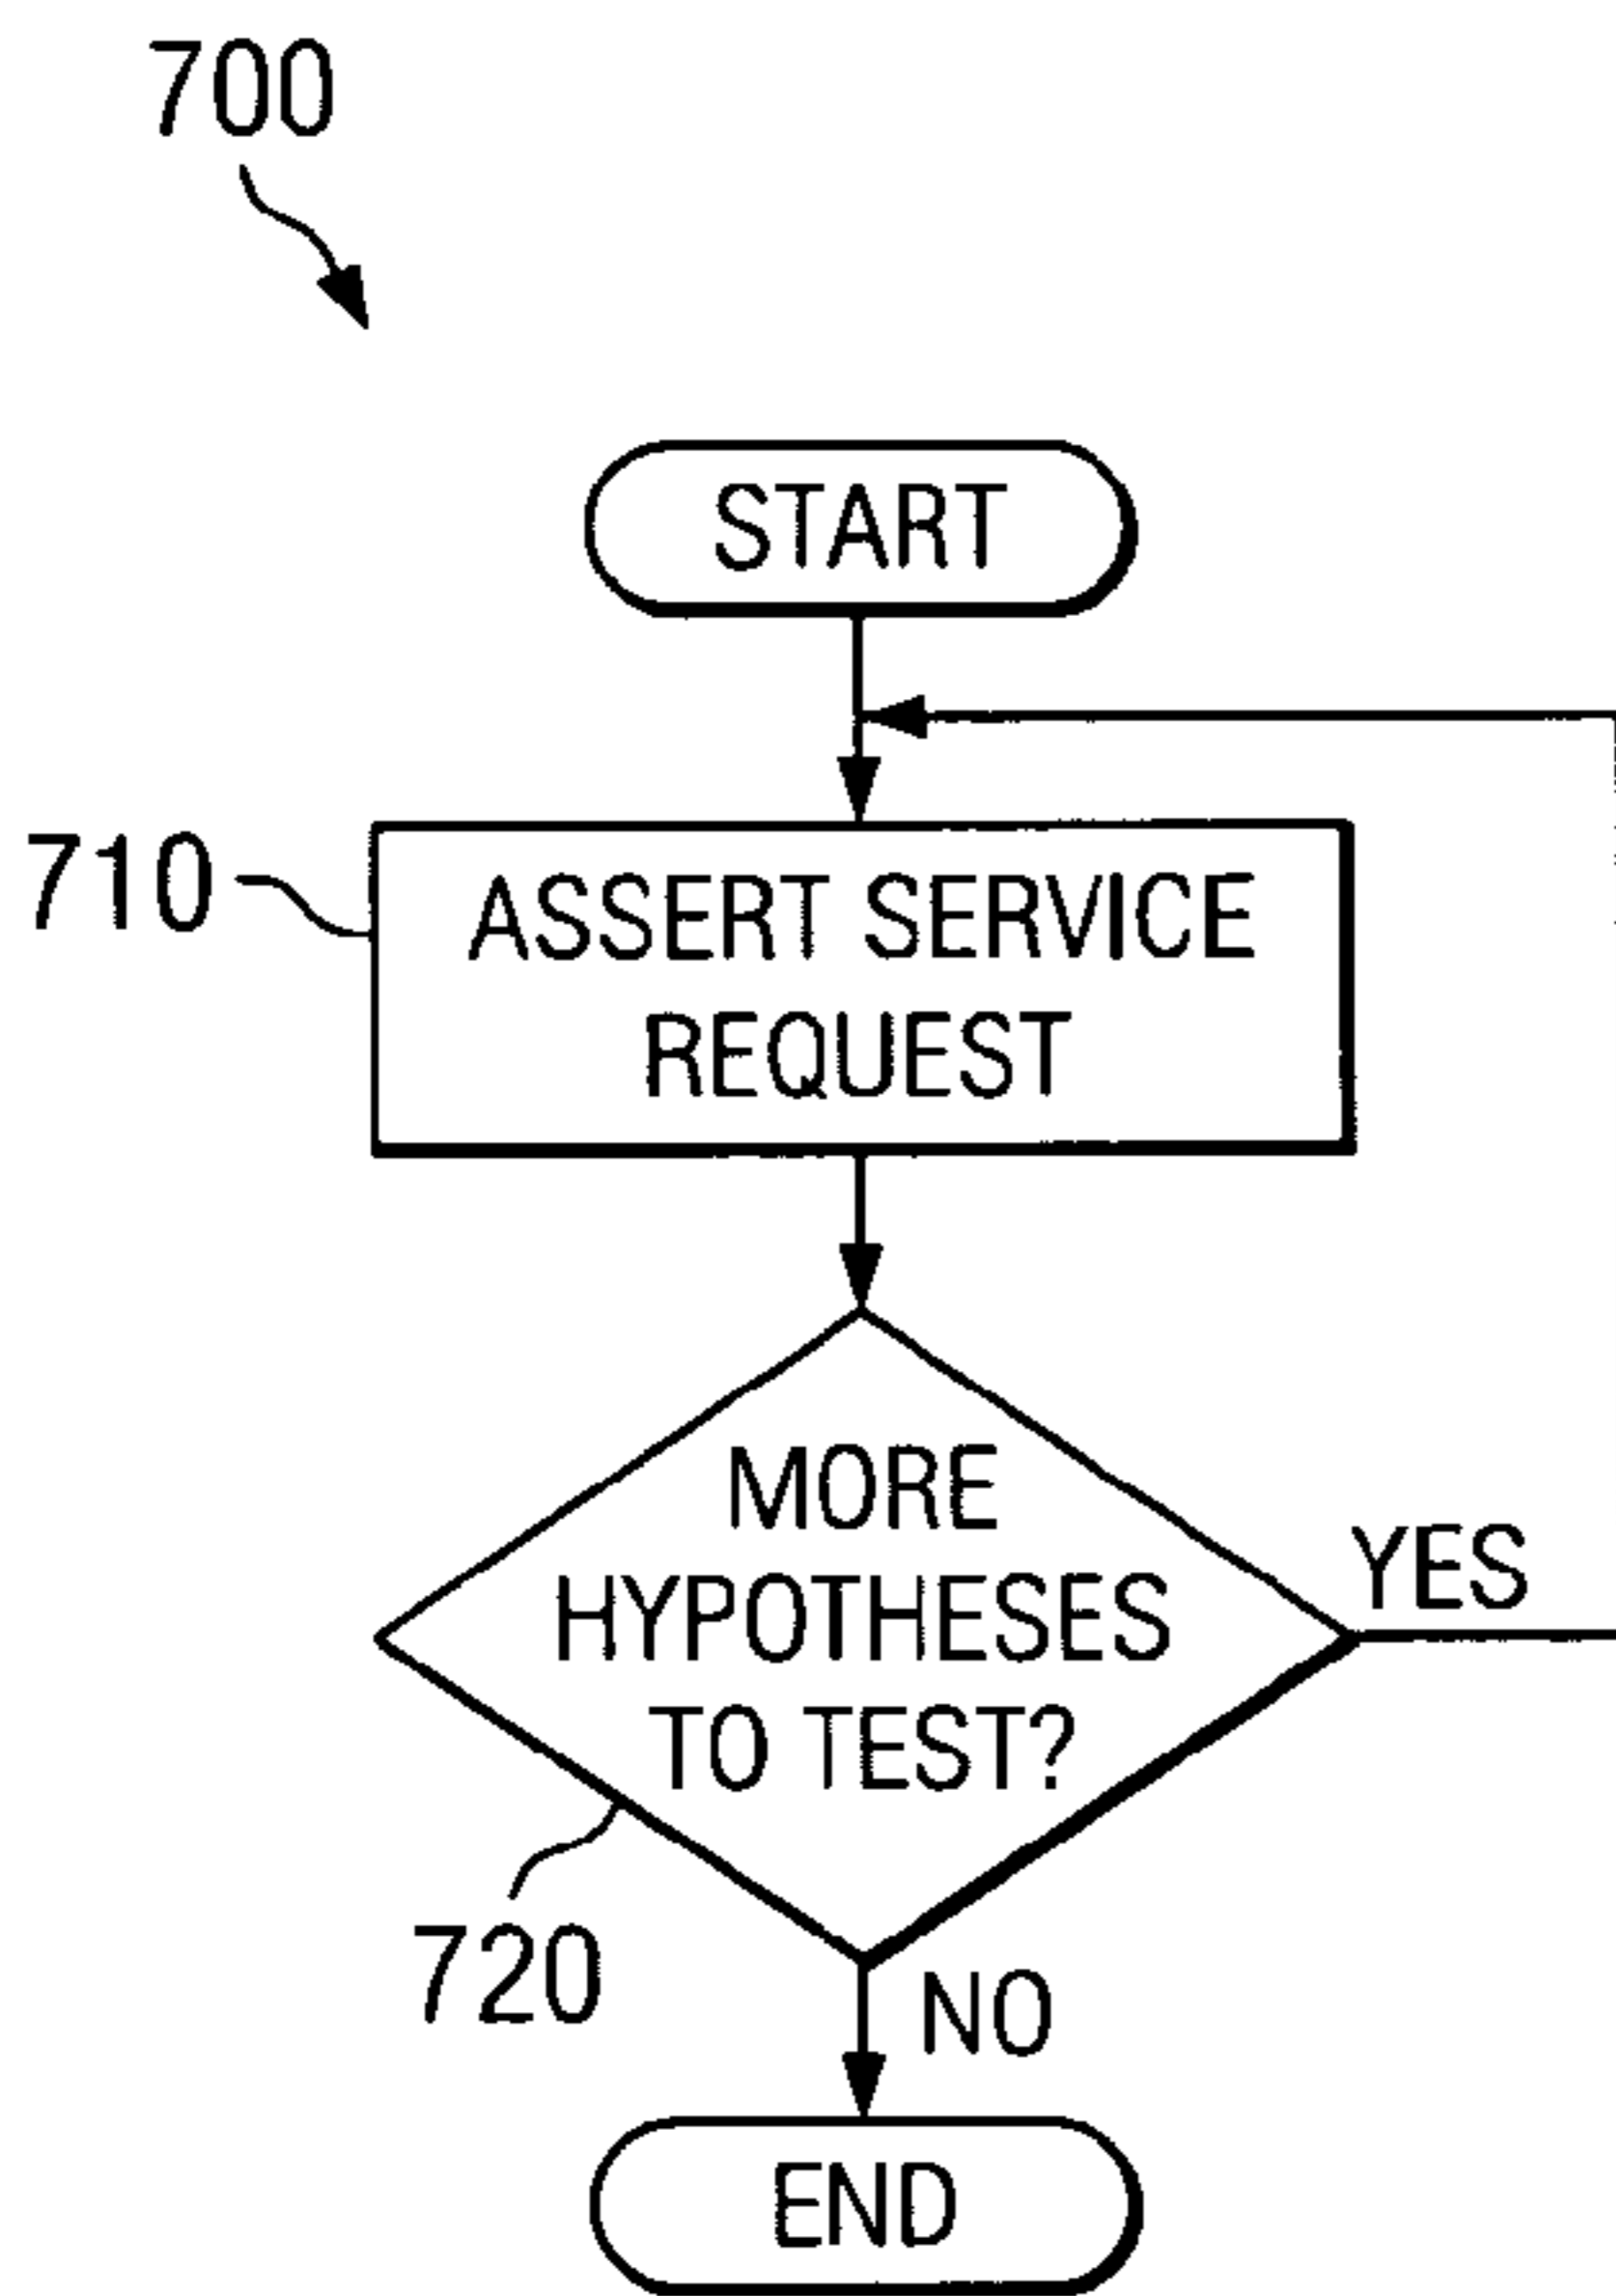 700
START
710
ASSERT SERVICE
REQUEST
MORE
HYPOTHESES
TO TEST?
YES
720
NO
END